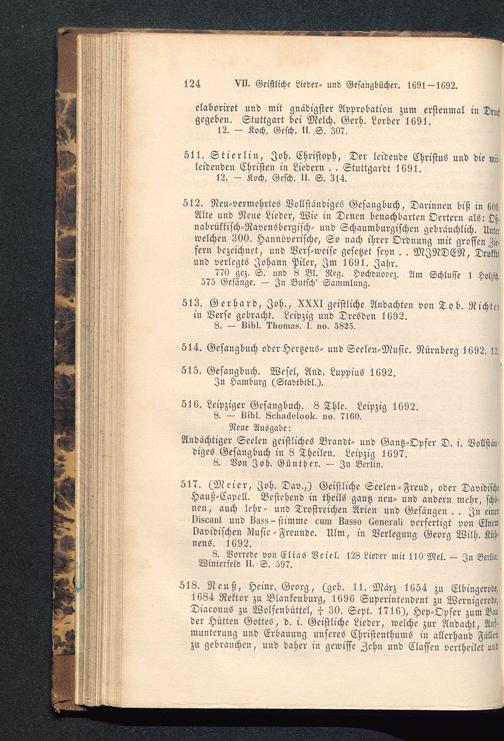 124 VII. Geistliche Lieder- und Gesangbücher. 1691—1692.
elaboriret und mit gnädigster Approbation zum erstenmal in Druck
gegeben. Stuttgart bei Melch. Gerh. Lorber 1691.
12. — Koch, Gesch. II. S. 307.
511. Stierlin, Joh. Christoph, Der leidende Christus und die mit-
leidenden Christen in Liedern . . Stuttgardt 1691.
12. — Koch, Gesch. II. S. 314.
512. Neu-vermehrtes Vollständiges Gesangbuch, Darinnen biß in 600
Alte und Neue Lieder, Wie in Denen benachbarten Oertern als: Oß-
nabrükkisch-Ravensbergisch- und Schaumburgischen gebräuchlich. Unter
welchen 300. Hannöverische, So nach ihrer Ordnung mit grossen Zie-
fern bezeichnet, und Vers-weise gesetzet seyn . . MINDEN, Drukkts
und verlegts Johann Piler, Im 1691. Jahr.
770 gez. S. und 8 Bl. Reg. Hochduodez. Am Schlusse 1 Holzsch.
575 Gesänge. — In Butsch' Sammlung.
513. Gerhard, Joh., XXXI geistliche Andachten von Tob. Richter
in Verse gebracht. Leipzig und Dresden 1692.
8. — Bibl. Thomas. I. no. 5825.
514. Gesangbuch oder Hertzens- und Seelen-Music. Nürnberg 1692. 12.
515. Gesangbuch. Wesel, And. Luppius 1692.
In Hamburg (Stadtbibl.).
516. Leipziger Gesangbuch. 8 Thle. Leipzig 1692.
8. — Bibl. Schadelook. no. 7160.
Neue Ausgabe:
Andächtiger Seelen geistliches Brandt- und Gantz-Opfer D. i. Vollstän-
diges Gesangbuch in 8 Theilen. Leipzig 1697.
8. Von Joh. Günther. — In Berlin.
517. (Meier, Joh. Dav.,) Geistliche Seelen-Freud, oder Davidische
Hauß-Capell. Bestehend in theils gantz neu- und andern mehr, schö-
nen, auch lehr- und Trostreichen Arien und Gesängen . . In einer
Discant und Bass-stimme cum Basso Generali verfertigt von Einem
Davidischen Music-Freunde. Ulm, in Verlegung Georg Wilh. Küh-
nens. 1692.
8. Vorrede von Elias Veiel. 128 Lieder mit 110 Mel. — In Berlin.
Winterfeld II. S. 597.
518. Neuß, Heinr. Georg, (geb. 11. März 1654 zu Elbingerode,
1684 Rektor zu Blankenburg, 1696 Superintendent zu Wernigerode,
Diaconus zu Wolfenbüttel, † 30. Sept. 1716), Hep-Opfer zum Bau
der Hütten Gottes, d. i. Geistliche Lieder, welche zur Andacht, Auf-
munterung und Erbauung unseres Christenthums in allerhand Fällen
zu gebrauchen, und daher in gewisse Zehn und Classen vertheilet und